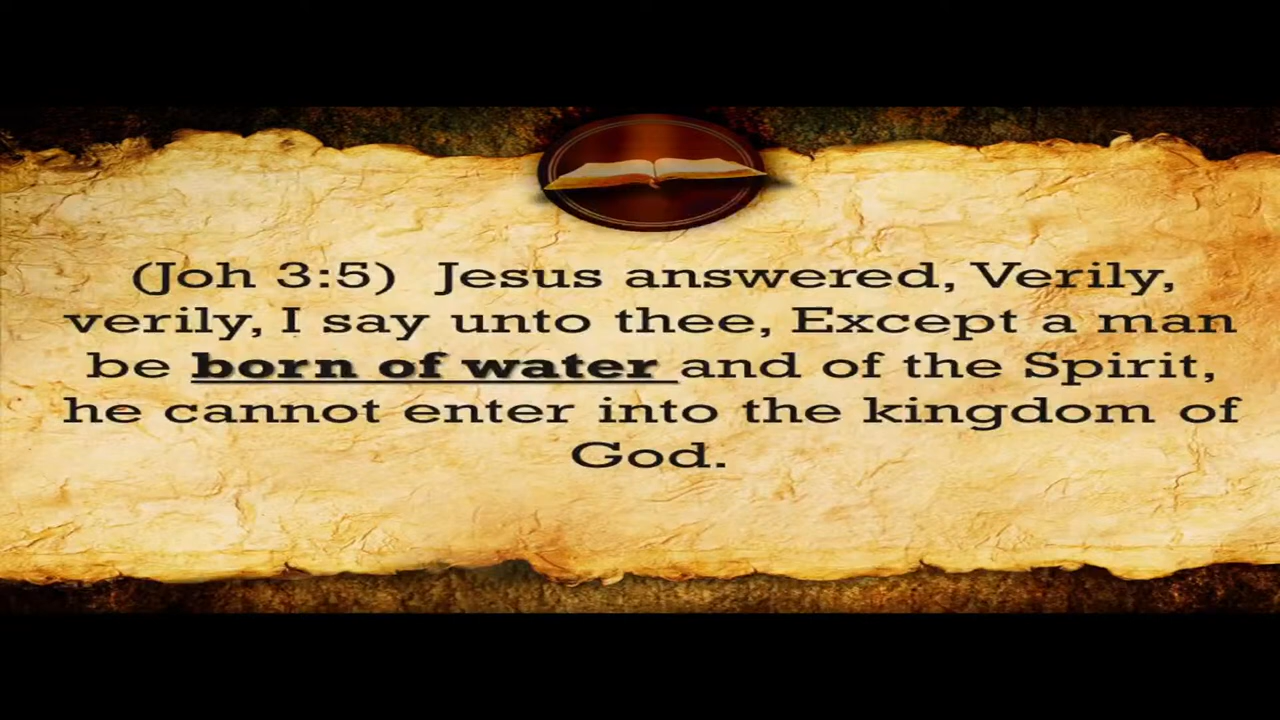 (Joh 3:5)  Jesus answered, Verily,
verily, I say unto thee, Except a man
be born of water and of the Spirit,
he cannot enter into the kingdom of
God.